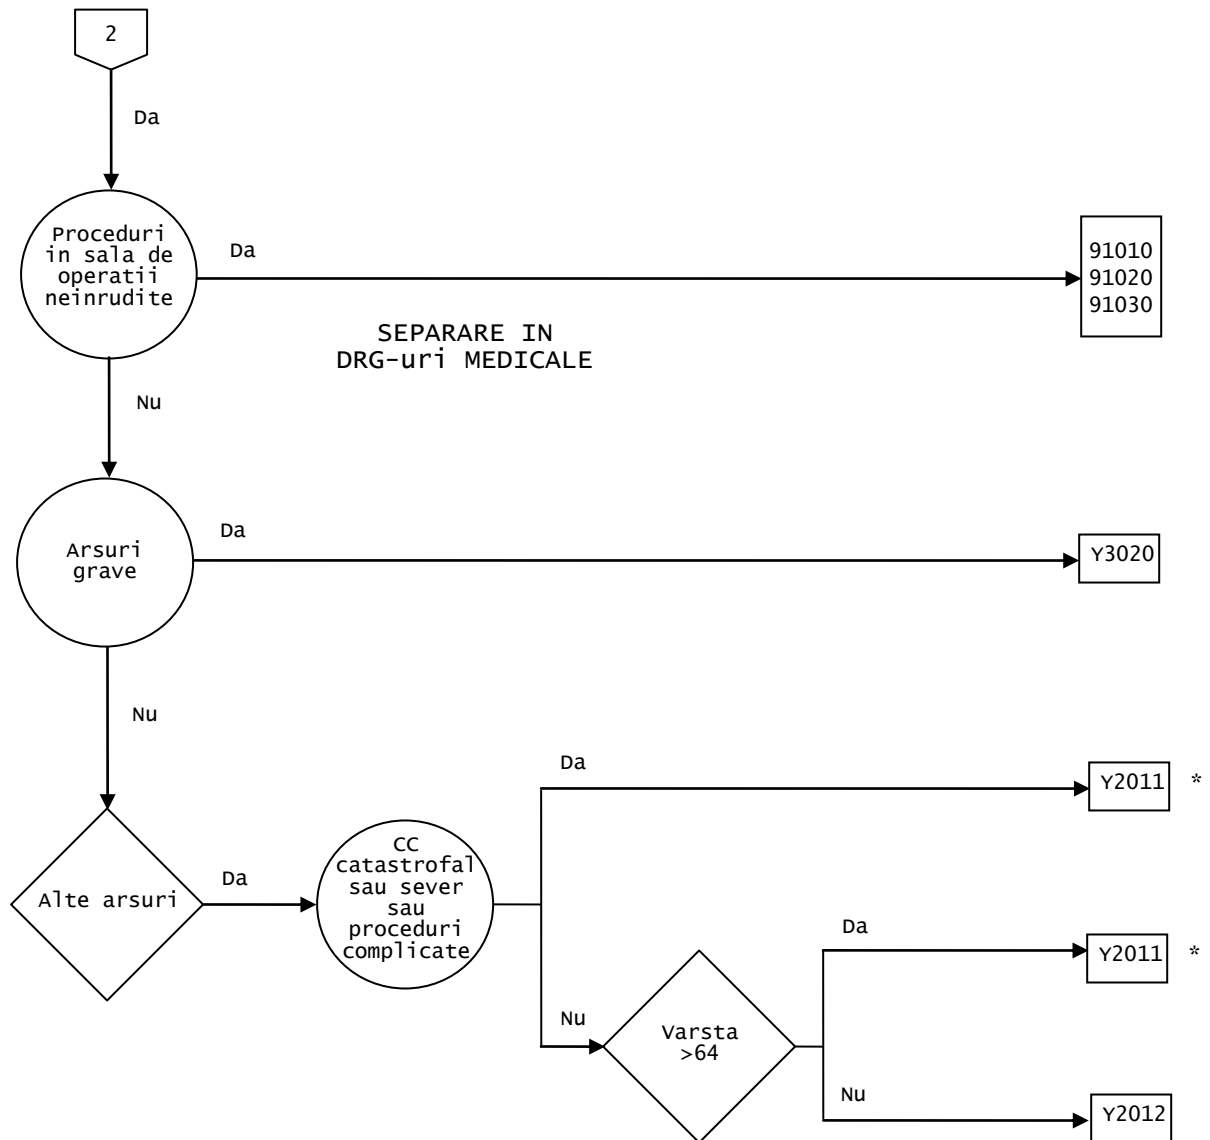 2
Da
Proceduri
in sala de
operatii
neinrudite
Da
91010
91020
91030
SEPARARE IN
DRG-uri MEDICALE
Nu
Arsuri
grave
Da
Y3020
Nu
Alte arsuri
Da
CC
catastrofal
sau sever
sau
proceduri
complicate
Da
Y2011 *
Nu
Varsta
>64
Da
Y2011 *
Nu
Y2012